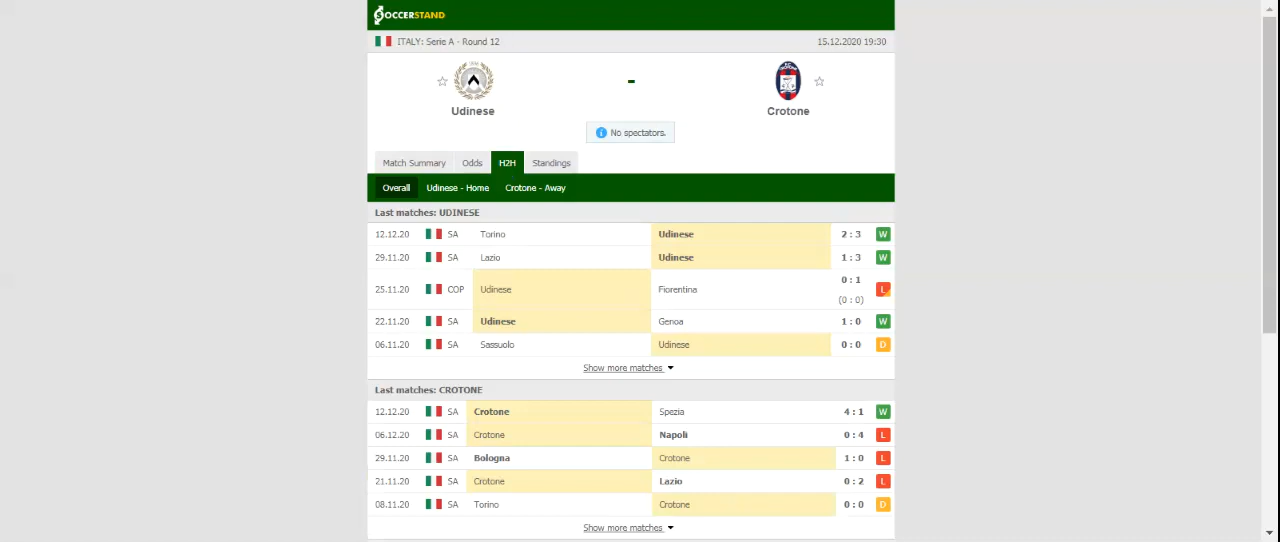 SOCCERSTAND
ITALY: Serie A - Round 12 15.12.2020 19:30
-
Udinese Crotone
No spectators.
Match Summary Odds H2H Standings
Overall Udinese - Home Crotone - Away
Last matches: UDINESE
12.12.20 SA Torino Udinese 2 : 3 W
29.11.20 SA Lazio Udinese 1 : 3 W
25.11.20 COP Udinese Fiorentina 0 : 1 (0 : 0) L
22.11.20 SA Udinese Genoa 1 : 0 W
06.11.20 SA Sassuolo Udinese 0 : 0 D
Show more matches
Last matches: CROTONE
12.12.20 SA Crotone Spezia 4 : 1 W
06.12.20 SA Crotone Napoli 0 : 4 L
29.11.20 SA Bologna Crotone 1 : 0 L
21.11.20 SA Crotone Lazio 0 : 2 L
08.11.20 SA Torino Crotone 0 : 0 D
Show more matches